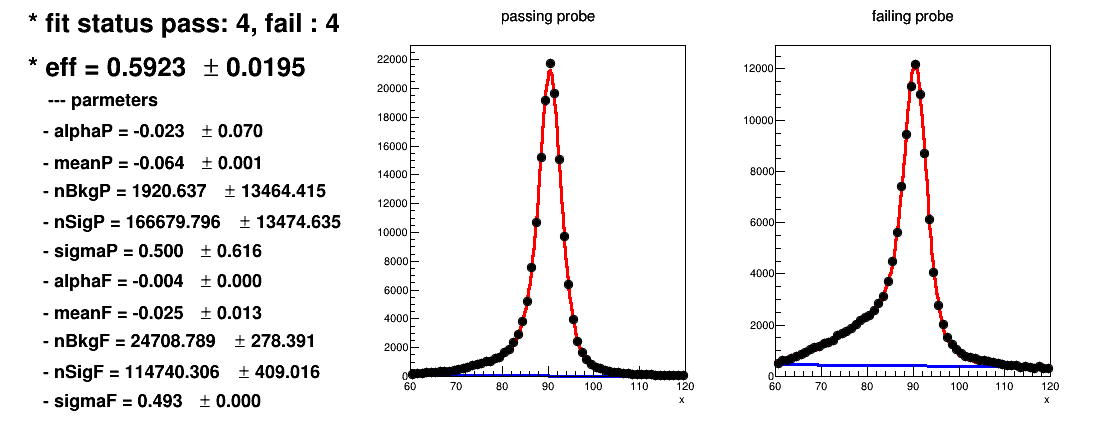 * fit status pass: 4, fail : 4
* eff = 0.5923 ± 0.0195
--- parmeters
- alphaP = -0.023 ± 0.070
- meanP = -0.064 ± 0.001
- nBkgP = 1920.637 ± 13464.415
- nSigP = 166679.796 ± 13474.635
- sigmaP = 0.500 ± 0.616
- alphaF = -0.004 ± 0.000
- meanF = -0.025 ± 0.013
- nBkgF = 24708.789 ± 278.391
- nSigF = 114740.306 ± 409.016
- sigmaF = 0.493 ± 0.000
passing probe
22000
20000
18000
16000
14000
12000
10000
8000
6000
4000
2000
0
60 70 80 90 100 110 120
x
failing probe
12000
10000
8000
6000
4000
2000
0
60 70 80 90 100 110 120
x